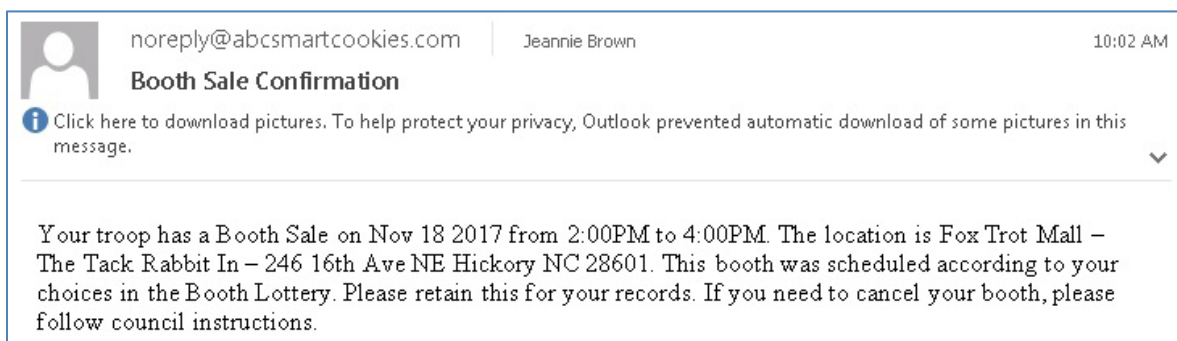 noreply@abcsmartcookies.com Jeannie Brown 10:02 AM
Booth Sale Confirmation
Click here to download pictures. To help protect your privacy, Outlook prevented automatic download of some pictures in this
message.
Your troop has a Booth Sale on Nov 18 2017 from 2:00PM to 4:00PM. The location is Fox Trot Mall –
The Tack Rabbit In – 246 16th Ave NE Hickory NC 28601. This booth was scheduled according to your
choices in the Booth Lottery. Please retain this for your records. If you need to cancel your booth, please
follow council instructions.